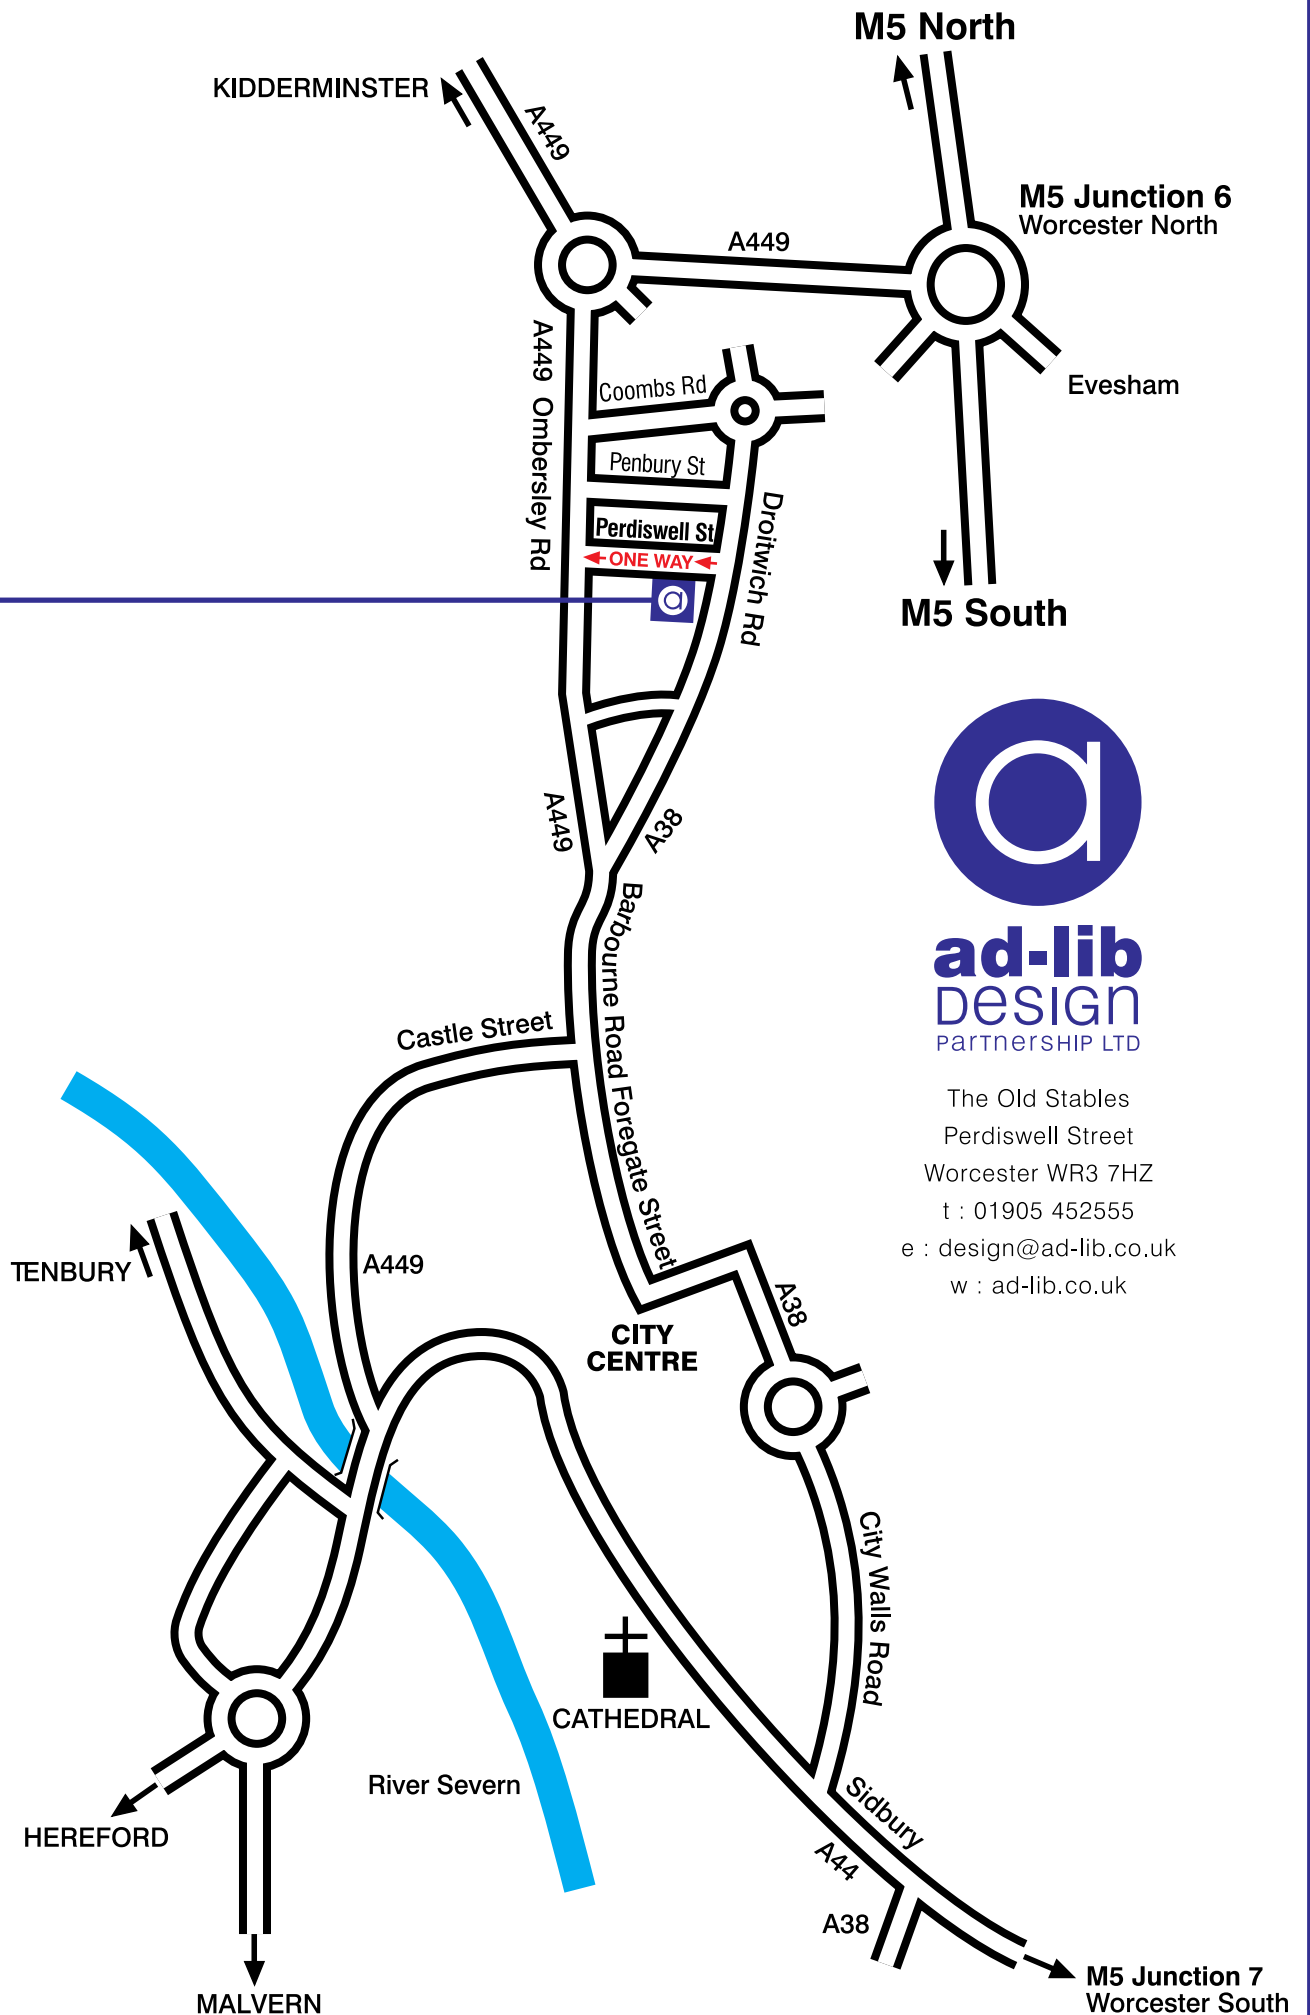 M5 North
KIDDERMINSTER
A449
M5 Junction 6
Worcester North
A449
A449 Ombersley Rd
Coombs Rd
Evesham
Penbury St
Perdiswell St
ONE WAY
Droitwich Rd
M5 South
a
a
A449
A38
Barbourne Road Foregate Street
ad-lib
DesIGn
ParTnersHIP LTD
Castle Street
The Old Stables
Perdiswell Street
Worcester WR3 7HZ
t : 01905 452555
e : design@ad-lib.co.uk
w : ad-lib.co.uk
TENBURY
A449
A38
CITY
CENTRE
City Walls Road
CATHEDRAL
River Severn
Sidbury
HEREFORD
A44
A38
M5 Junction 7
Worcester South
MALVERN